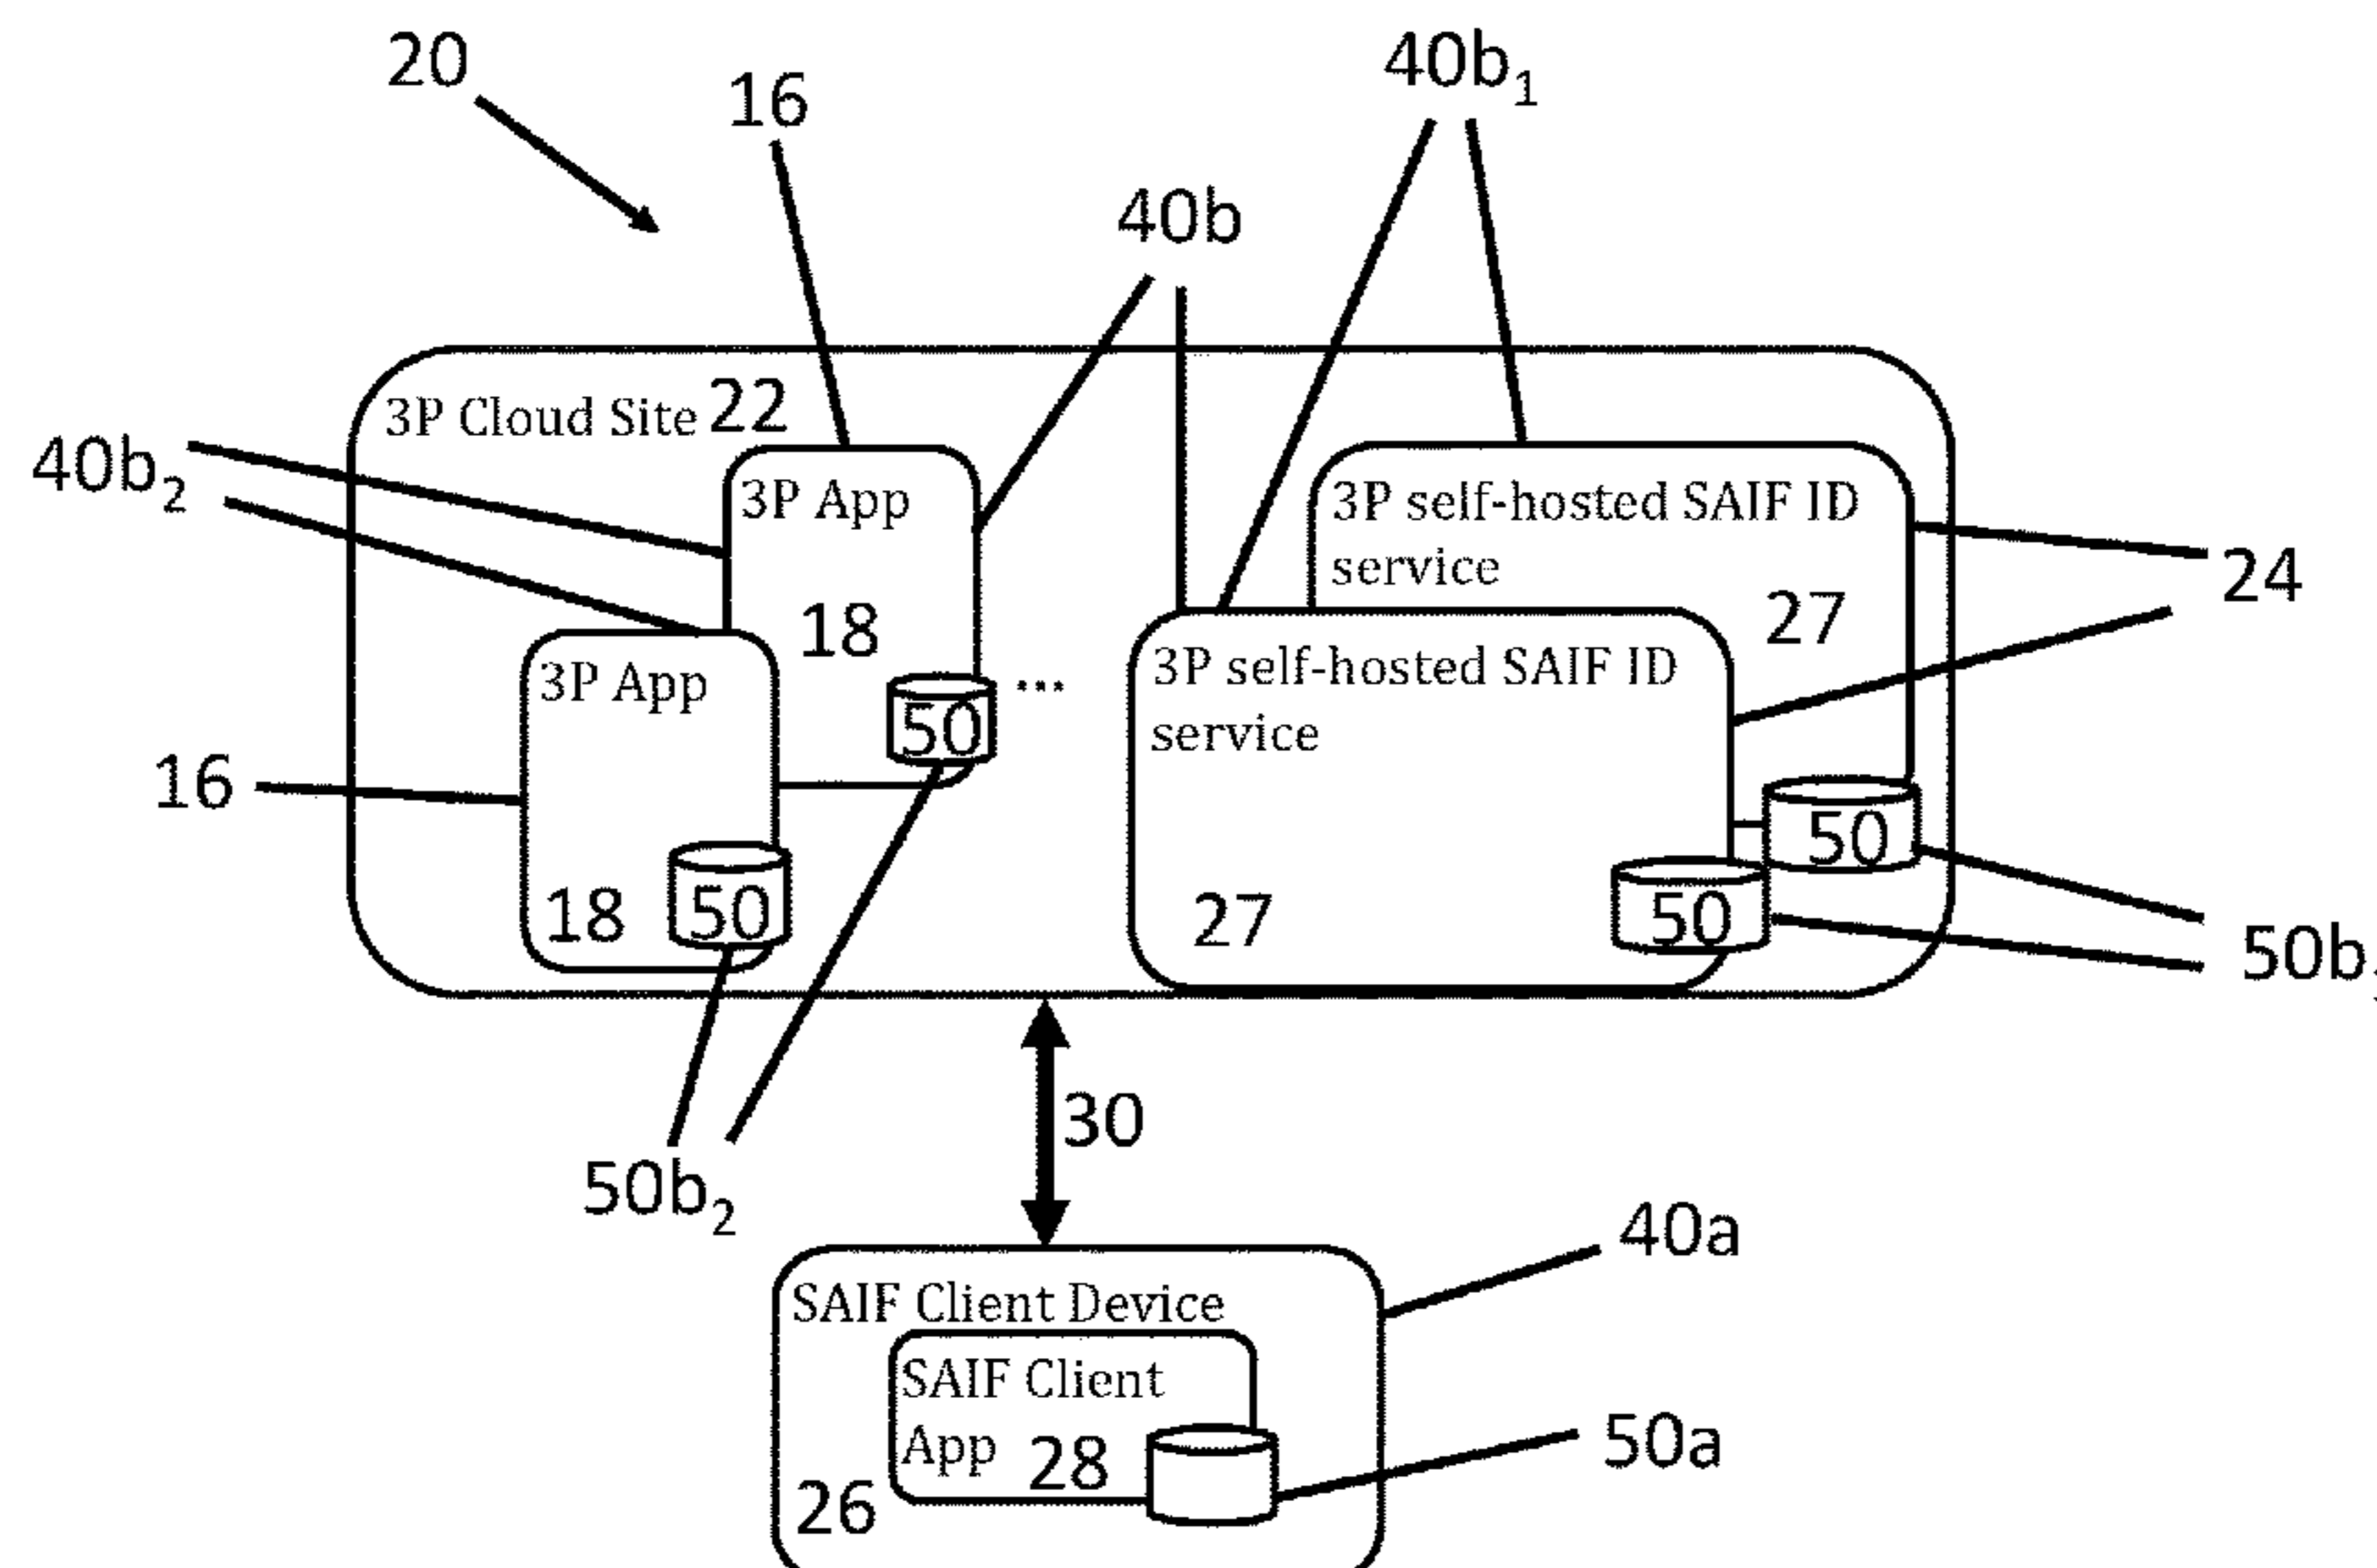 20
16
40b₁
40b
3P Cloud Site 22
40b₂
3P App
3P self-hosted SAIF ID
service
24
18
27
3P App
3P self-hosted SAIF ID
service
50
...
16
50
18
50
27
50
50b
30
50b₂
40a
SAIF Client Device
SAIF Client
App 28
50a
26